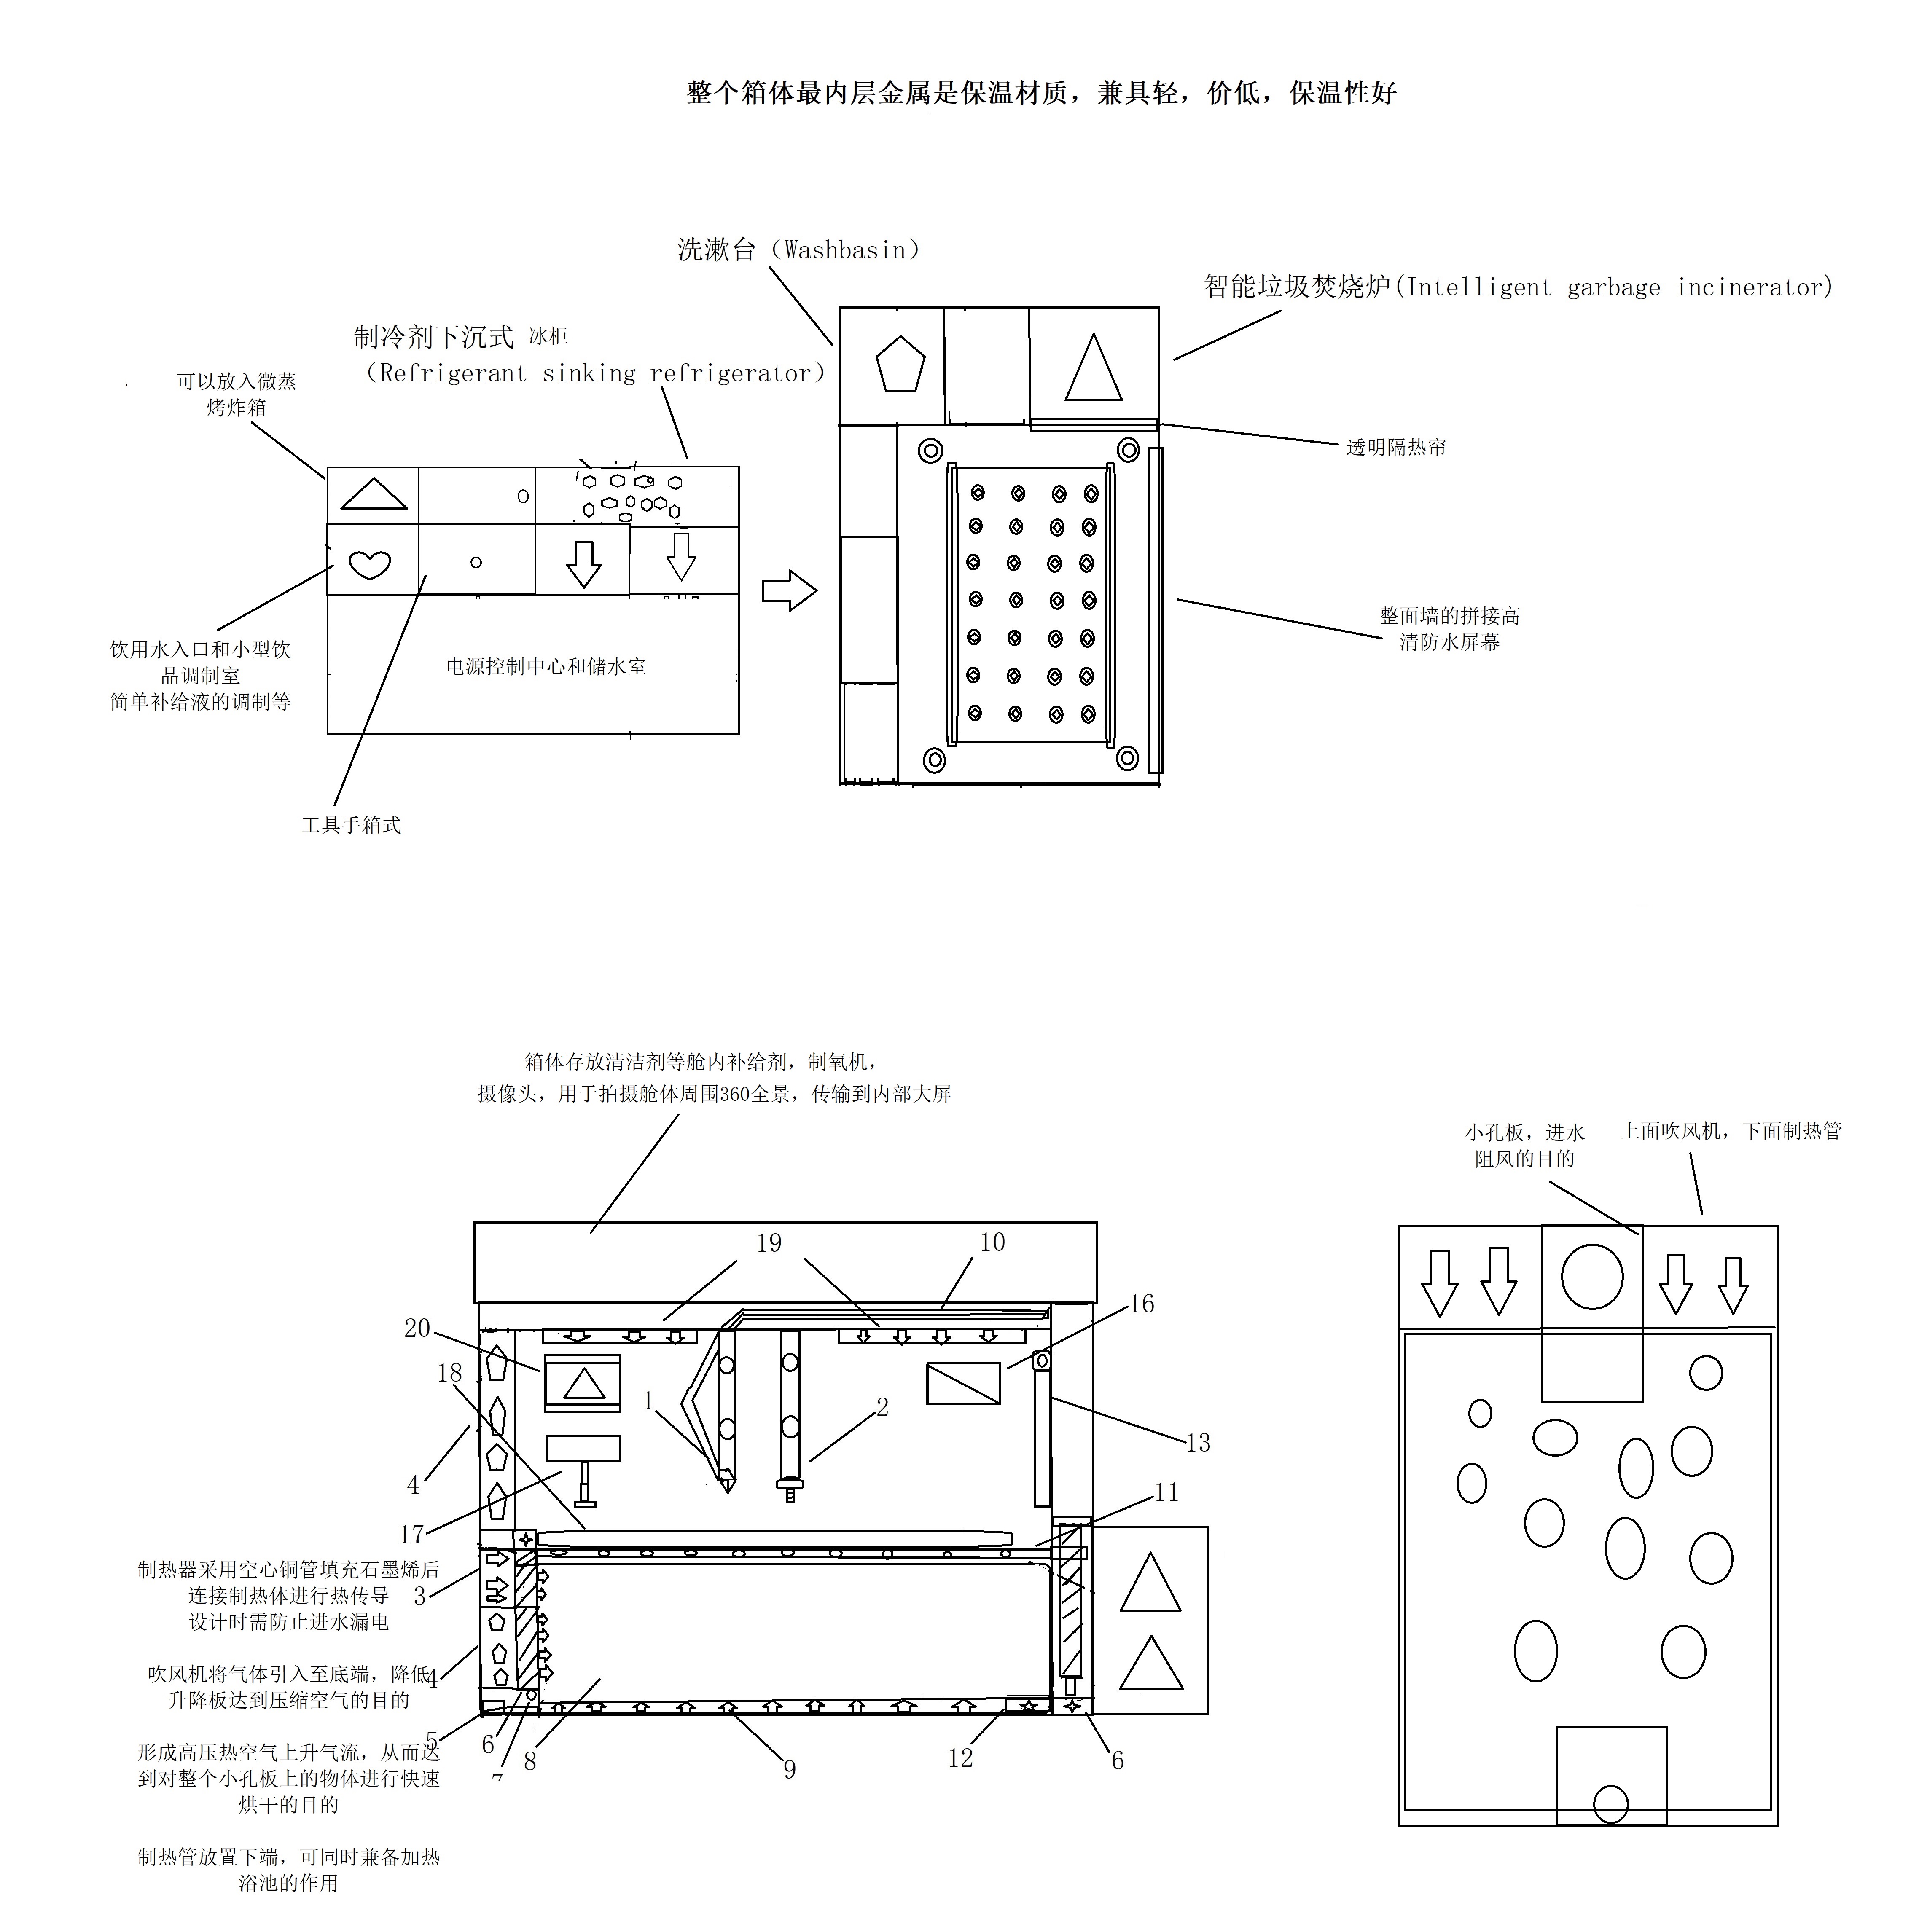 整个箱体最内层金属是保温材质，兼具轻，价低，保温性好
洗漱台（Washbasin）
智能垃圾焚烧炉(Intelligent garbage incinerator)
制冷剂下沉式 冰柜
（Refrigerant sinking refrigerator）
可以放入微蒸
烤炸箱
透明隔热帘
整面墙的拼接高
清防水屏幕
饮用水入口和小型饮
品调制室
简单补给液的调制等
电源控制中心和储水室
工具手箱式
箱体存放清洁剂等舱内补给剂，制氧机，
摄像头，用于拍摄舱体周围360全景，传输到内部大屏
小孔板，进水
阻风的目的
上面吹风机，下面制热管
19
10
16
20
18
1
2
13
4
11
17
制热器采用空心铜管填充石墨烯后
连接制热体进行热传导
设计时需防止进水漏电
3
吹风机将气体引入至底端，降低
升降板达到压缩空气的目的
4
形成高压热空气上升气流，从而达
到对整个小孔板上的物体进行快速
烘干的目的
5
6
7
8
9
12
6
制热管放置下端，可同时兼备加热
浴池的作用